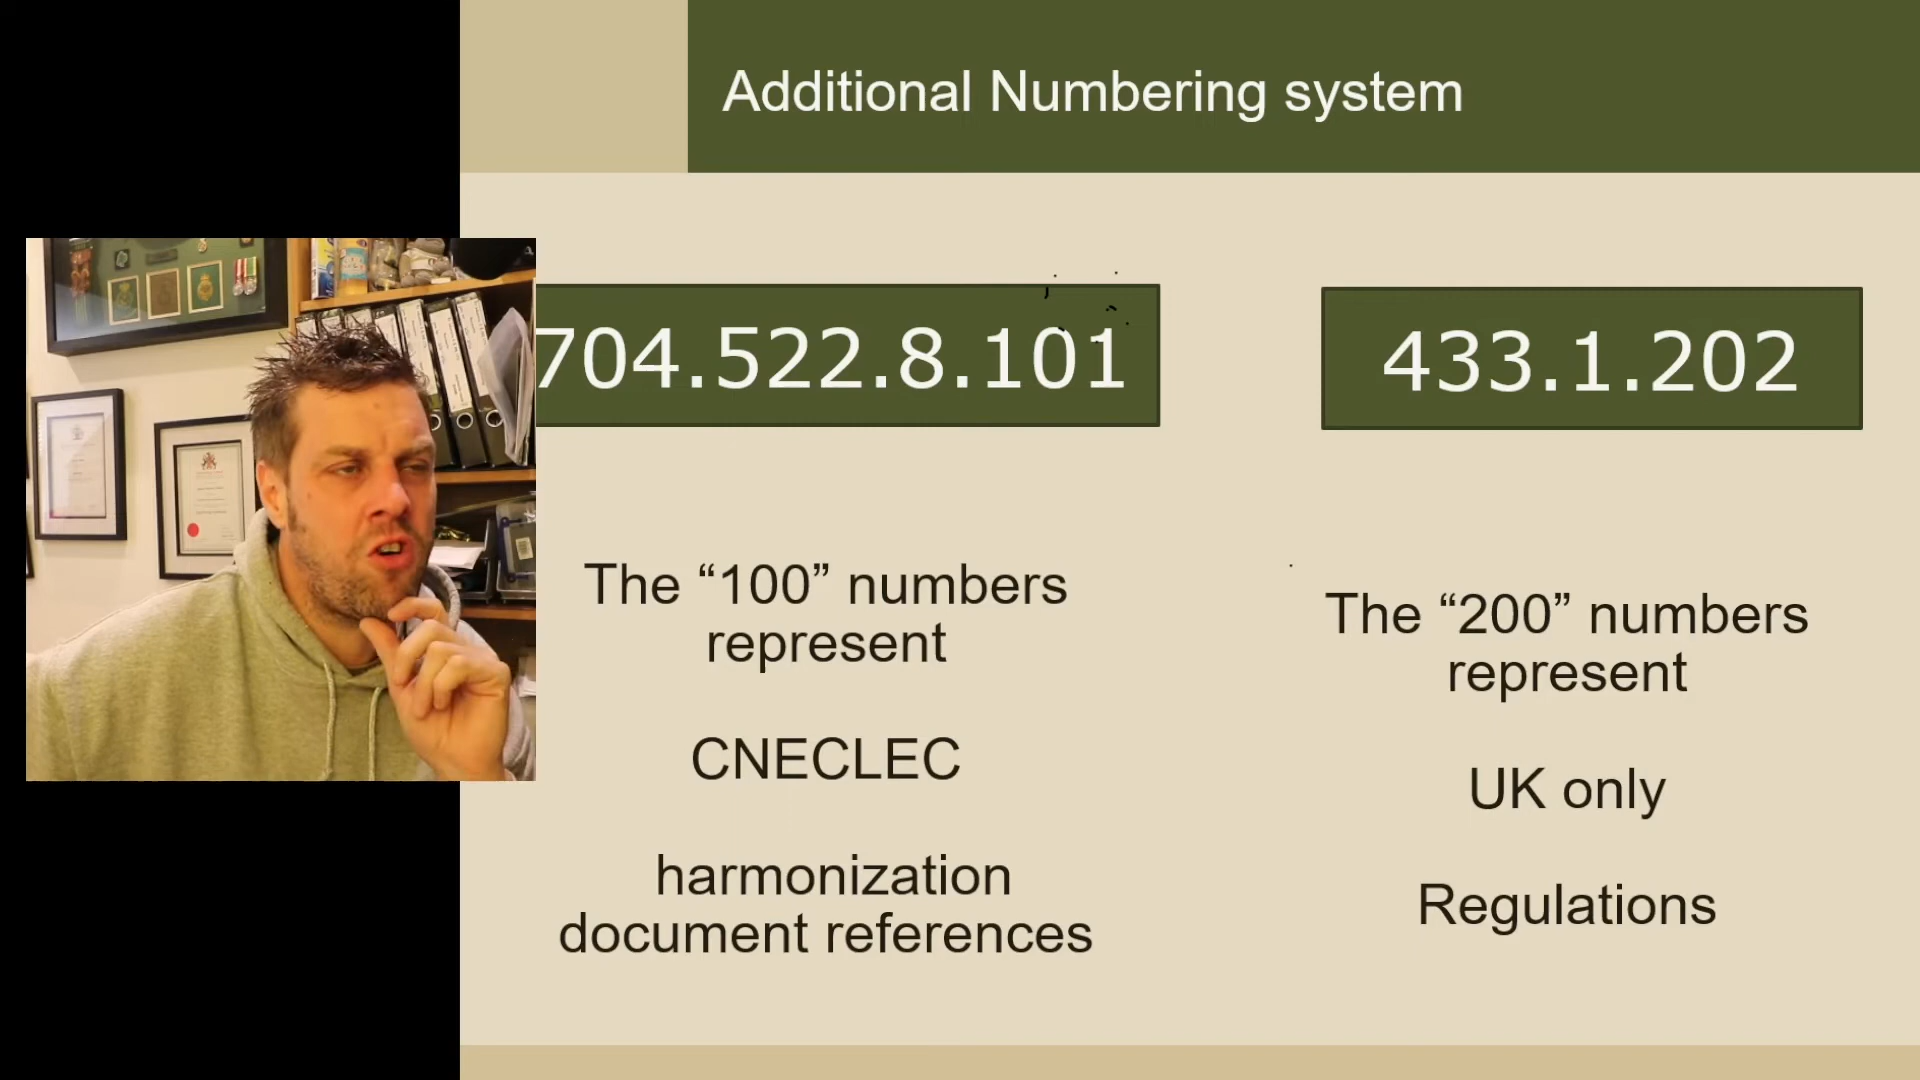 Additional Numbering system
704.522.8.101
433.1.202
The “100” numbers
represent
CNECLEC
harmonization
document references
The “200” numbers
represent
UK only
Regulations